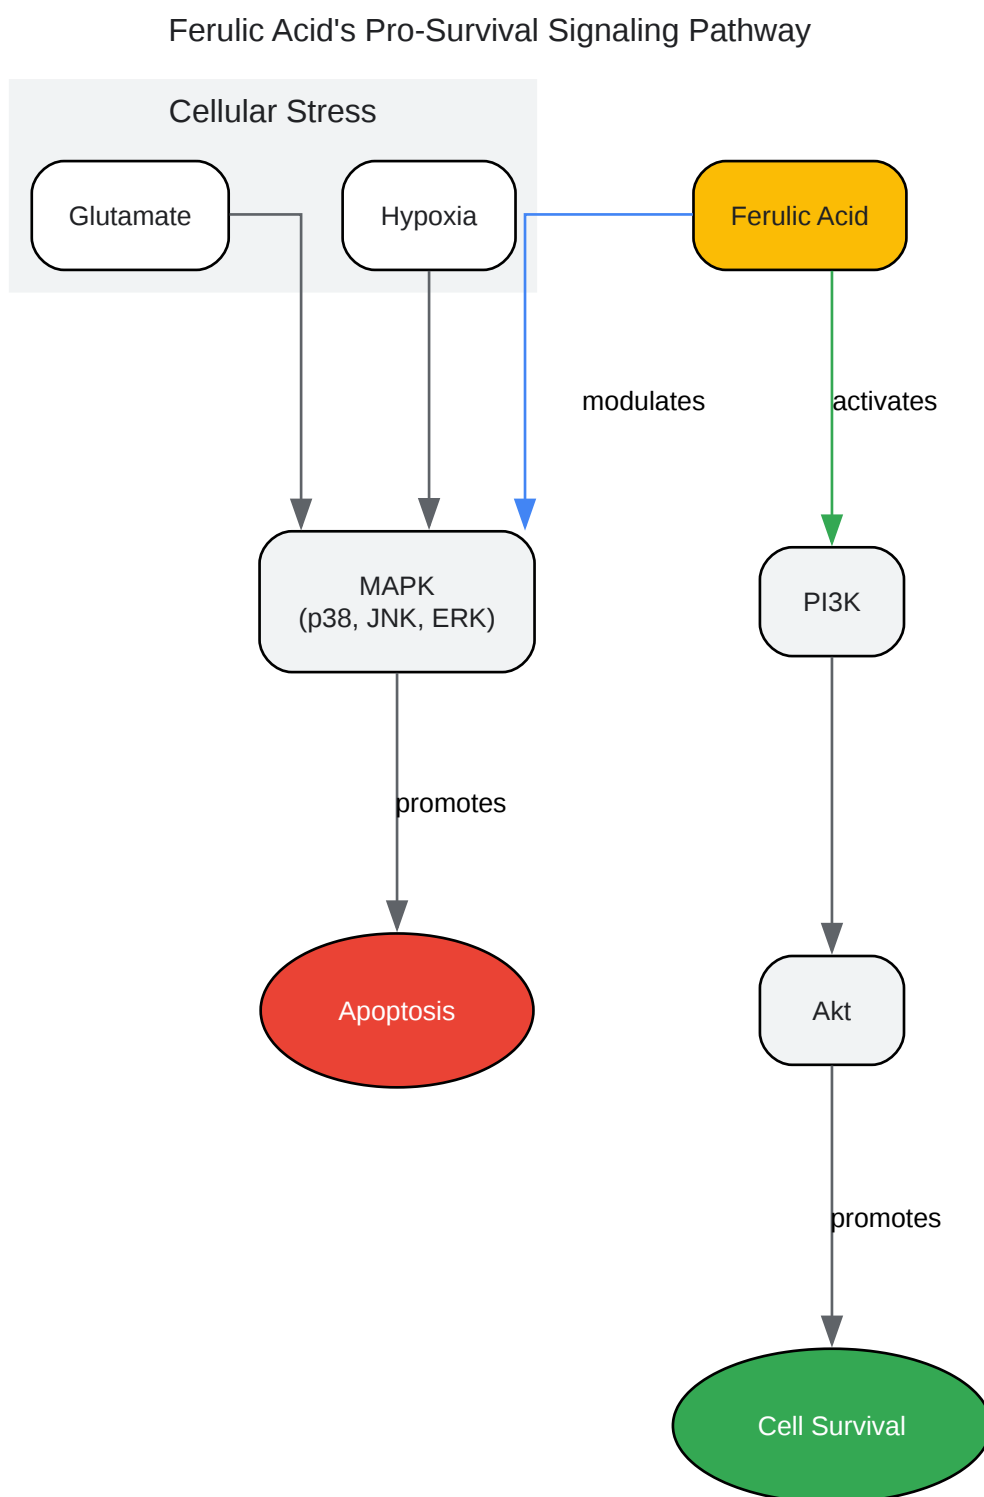 Ferulic Acid's Pro-Survival Signaling Pathway
Cellular Stress
Glutamate
Hypoxia
Ferulic Acid
modulates
activates
MAPK
(p38, JNK, ERK)
PI3K
promotes
Apoptosis
Akt
promotes
Cell Survival